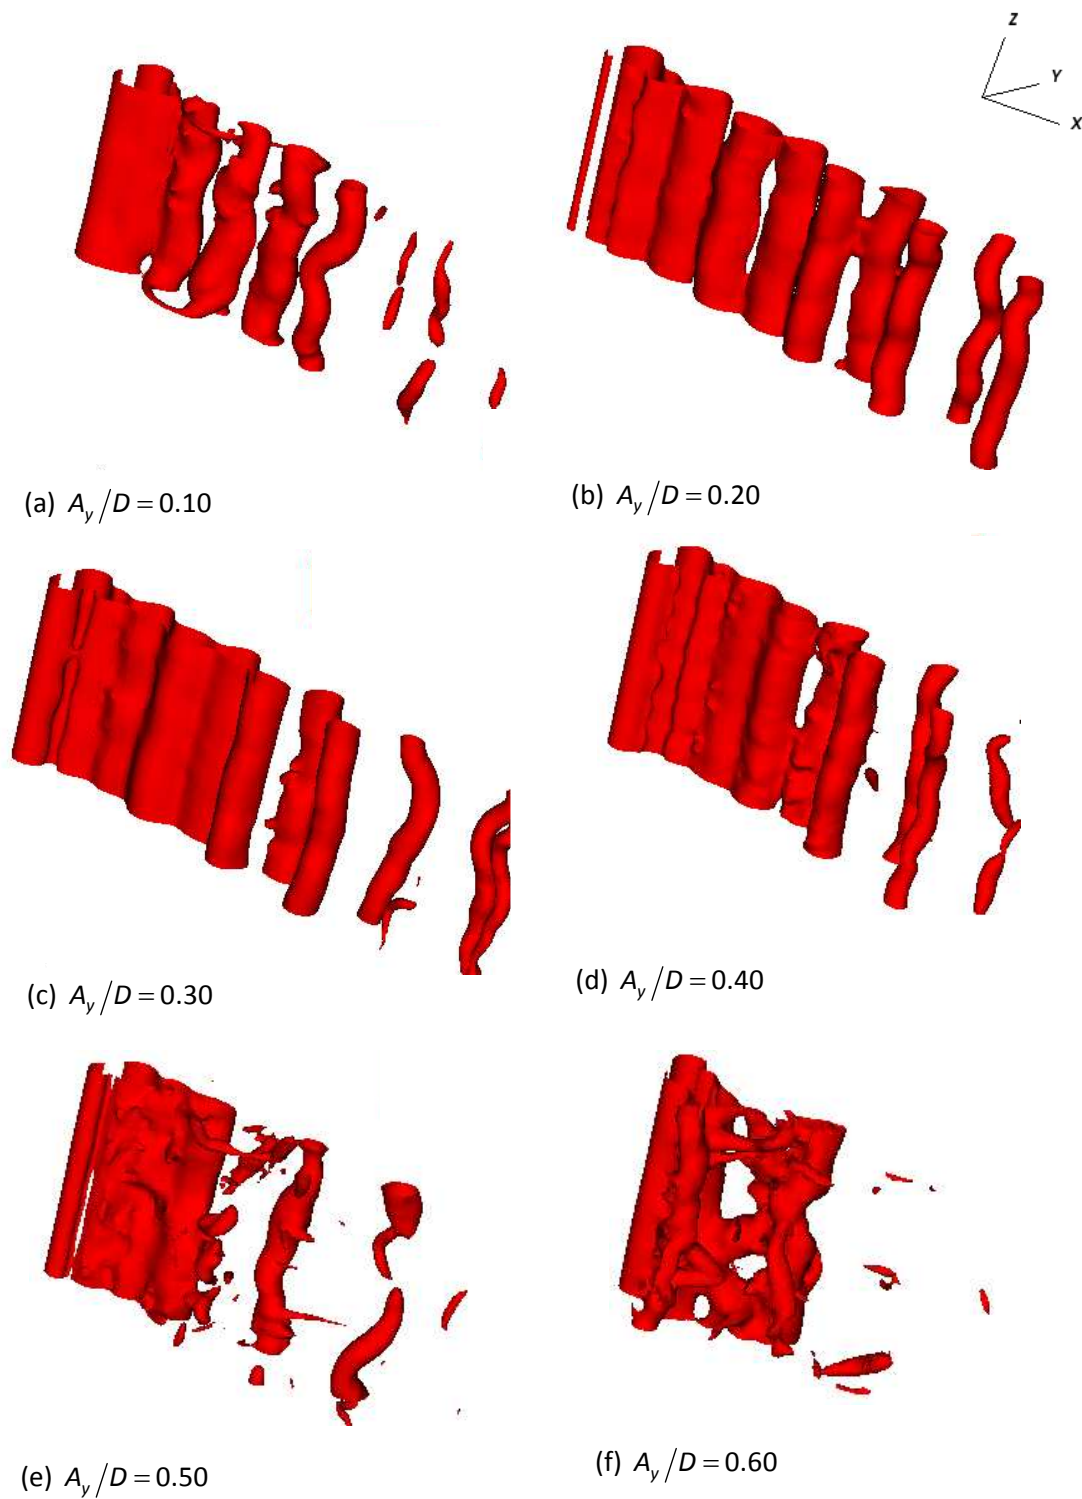 Z
Y
X
(a) A_y/D = 0.10
(b) A_y/D = 0.20
(c) A_y/D = 0.30
(d) A_y/D = 0.40
(e) A_y/D = 0.50
(f) A_y/D = 0.60